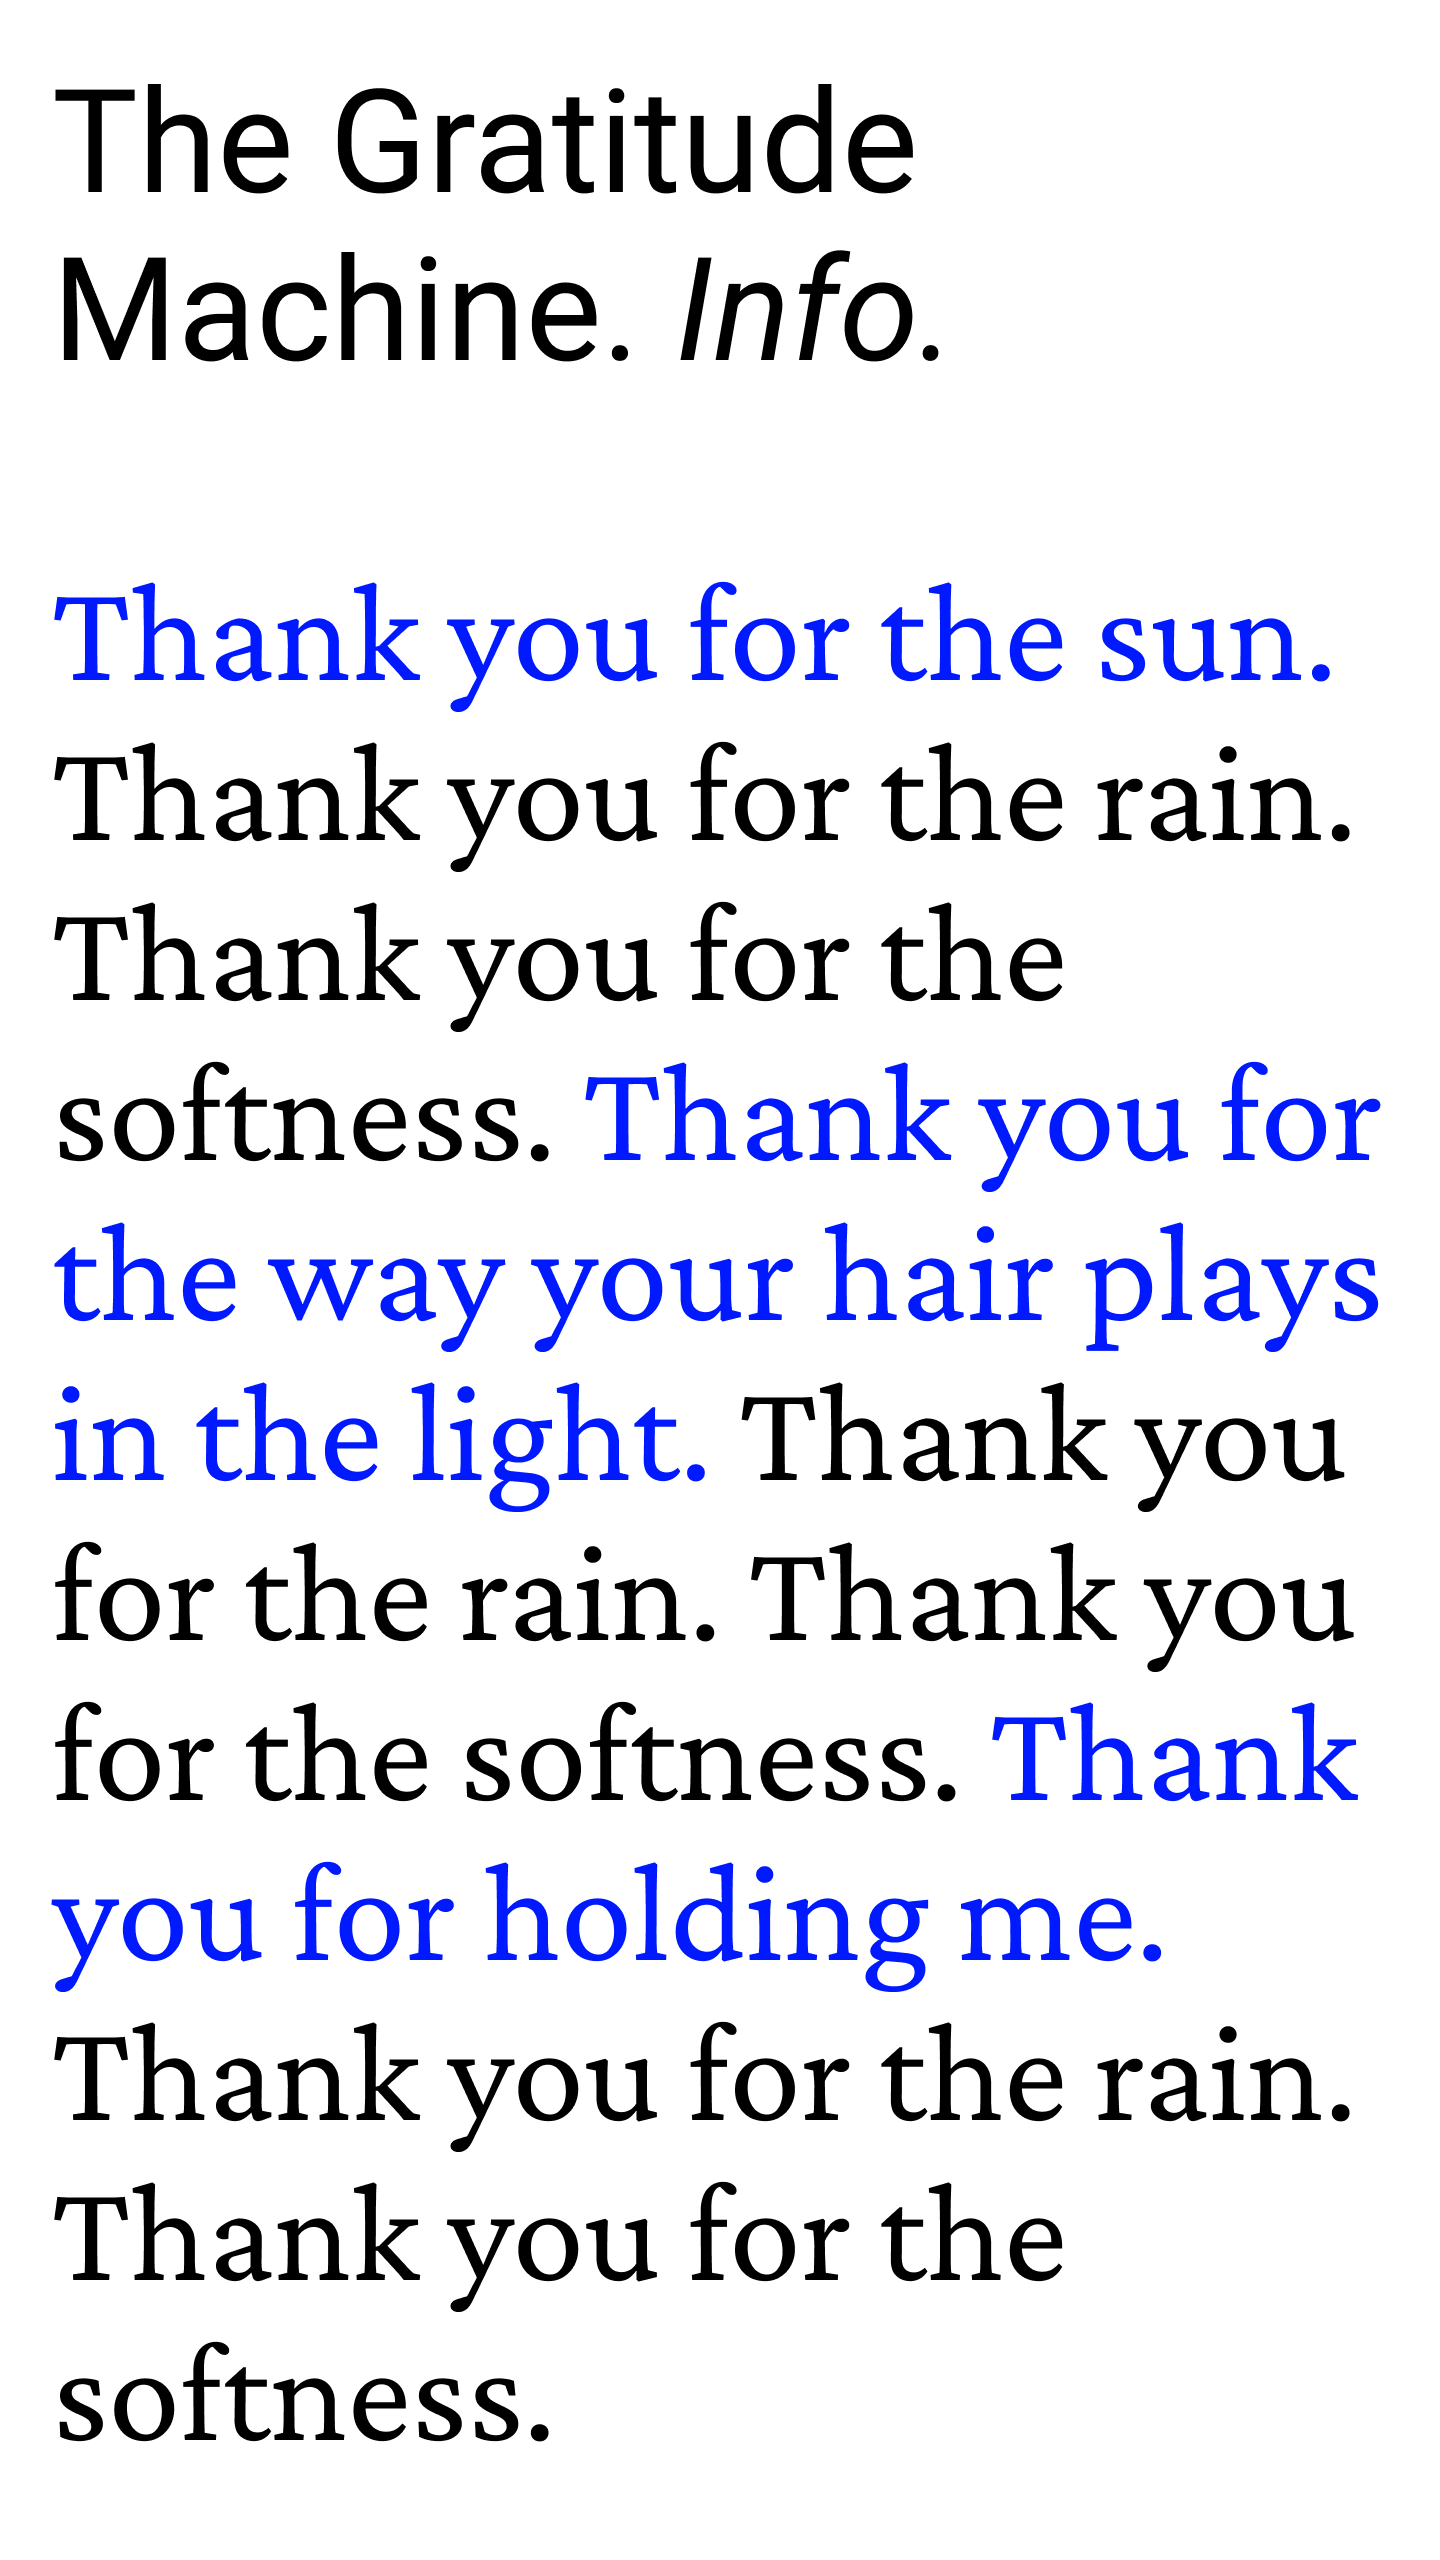 The Gratitude
Machine. Info.
Thank you for the sun.
Thank you for the rain.
Thank you for the
softness. Thank you for
the way your hair plays
in the light. Thank you
for the rain. Thank you
for the softness. Thank
you for holding me.
Thank you for the rain.
Thank you for the
softness.